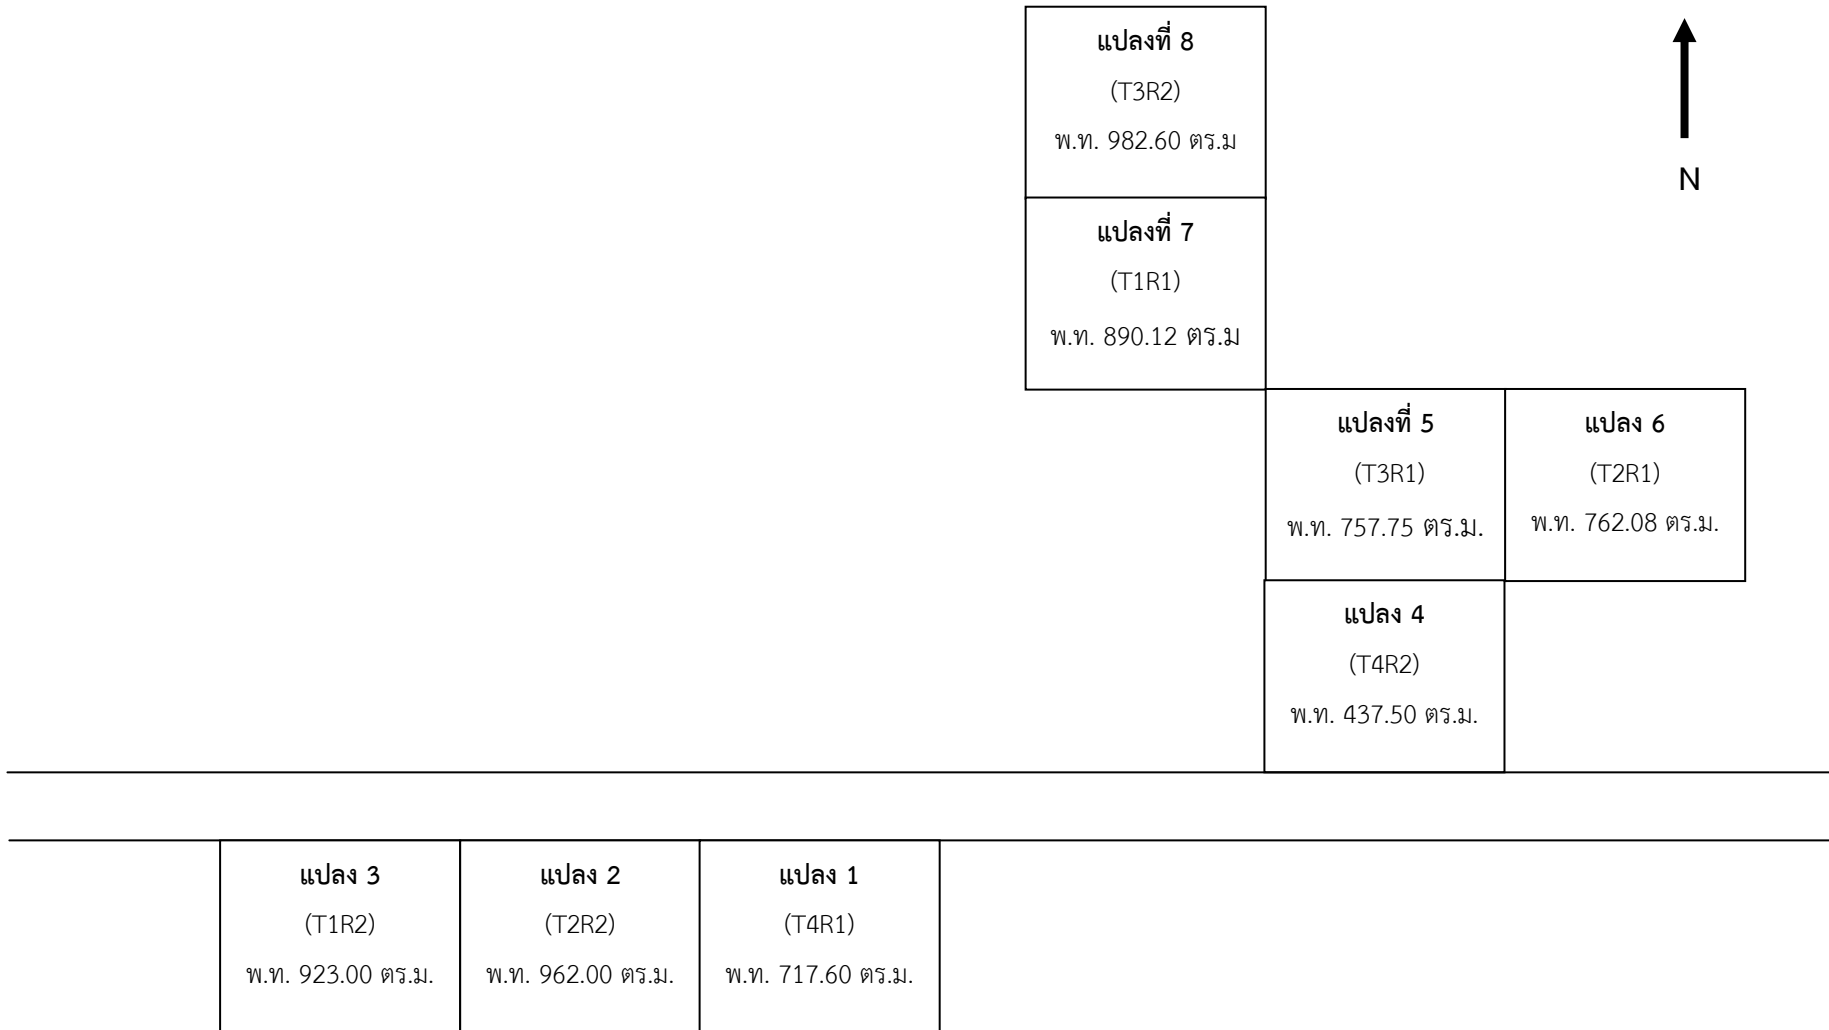 แปลงที่ 8
(T3R2)
พ.ท. 982.60 ตร.ม
N
แปลงที่ 7
(T1R1)
พ.ท. 890.12 ตร.ม
แปลงที่ 5
(T3R1)
พ.ท. 757.75 ตร.ม.
แปลง 6
(T2R1)
พ.ท. 762.08 ตร.ม.
แปลง 4
(T4R2)
พ.ท. 437.50 ตร.ม.
แปลง 3
(T1R2)
พ.ท. 923.00 ตร.ม.
แปลง 2
(T2R2)
พ.ท. 962.00 ตร.ม.
แปลง 1
(T4R1)
พ.ท. 717.60 ตร.ม.